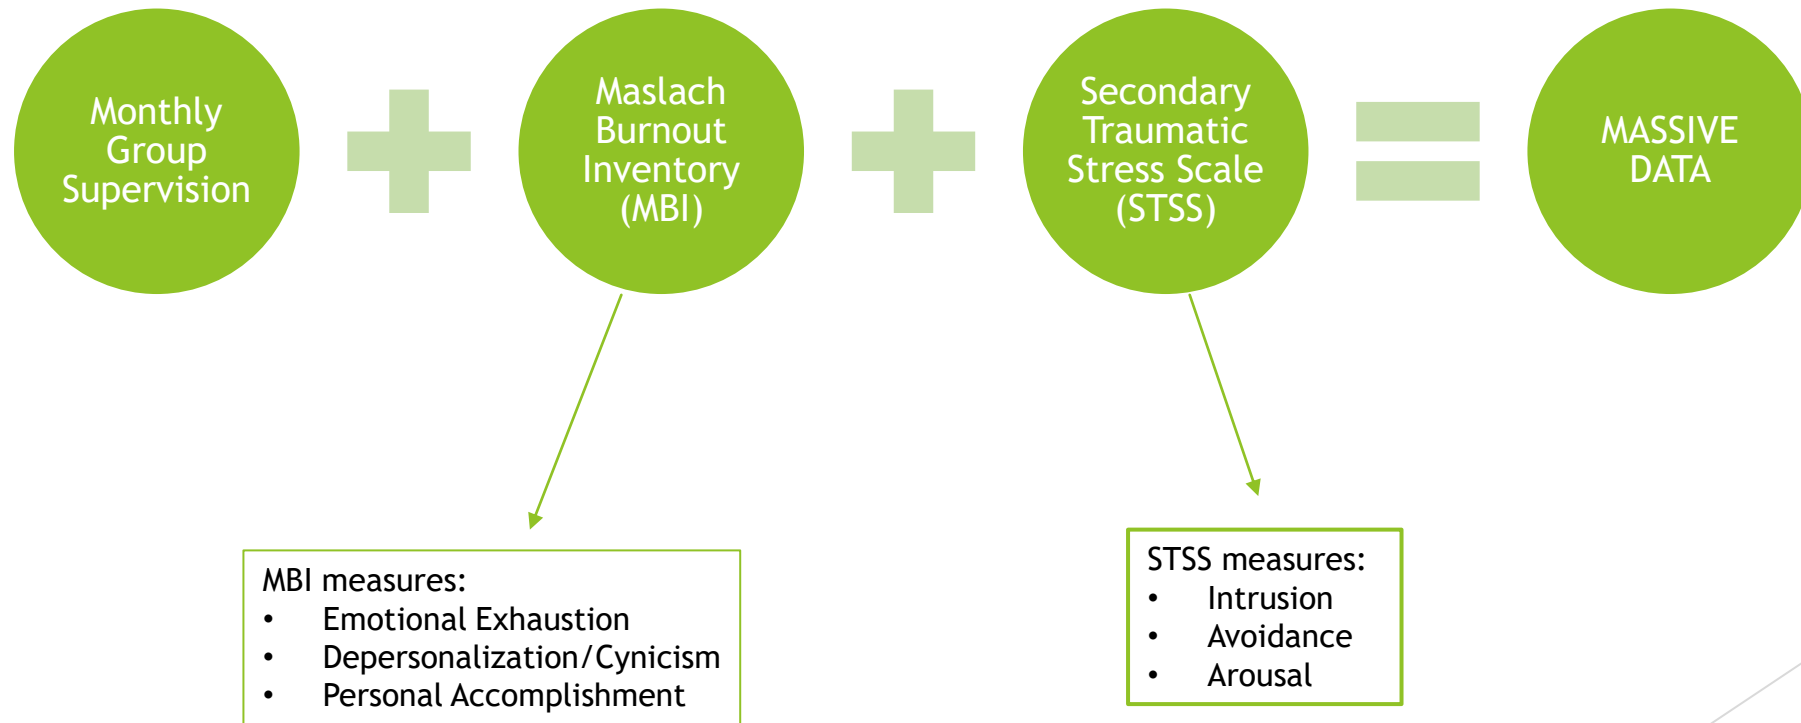 Monthly
Group
Supervision
Maslach
Burnout
Inventory
(MBI)
Secondary
Traumatic
Stress Scale
(STSS)
MASSIVE
DATA
MBI measures:
• Emotional Exhaustion
• Depersonalization/Cynicism
• Personal Accomplishment
STSS measures:
• Intrusion
• Avoidance
• Arousal